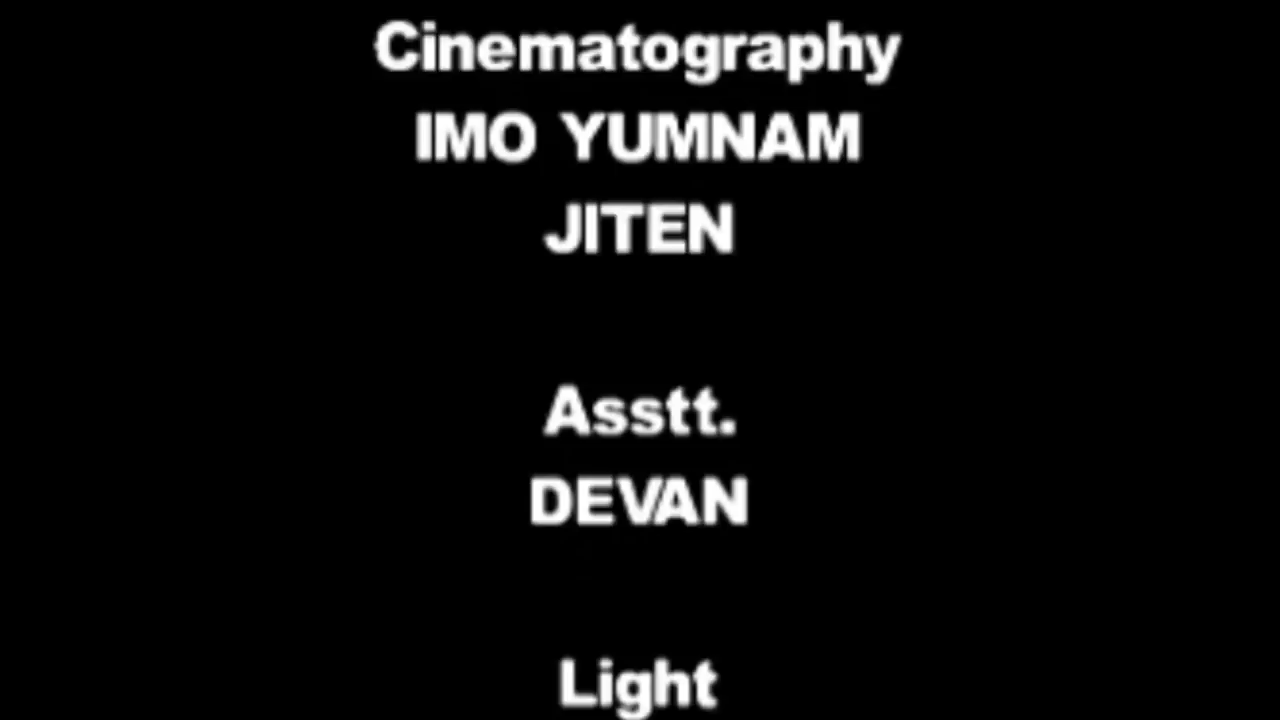 Cinematography
IMO YUMNAM
JITEN
Asstt.
DEVAN
Light